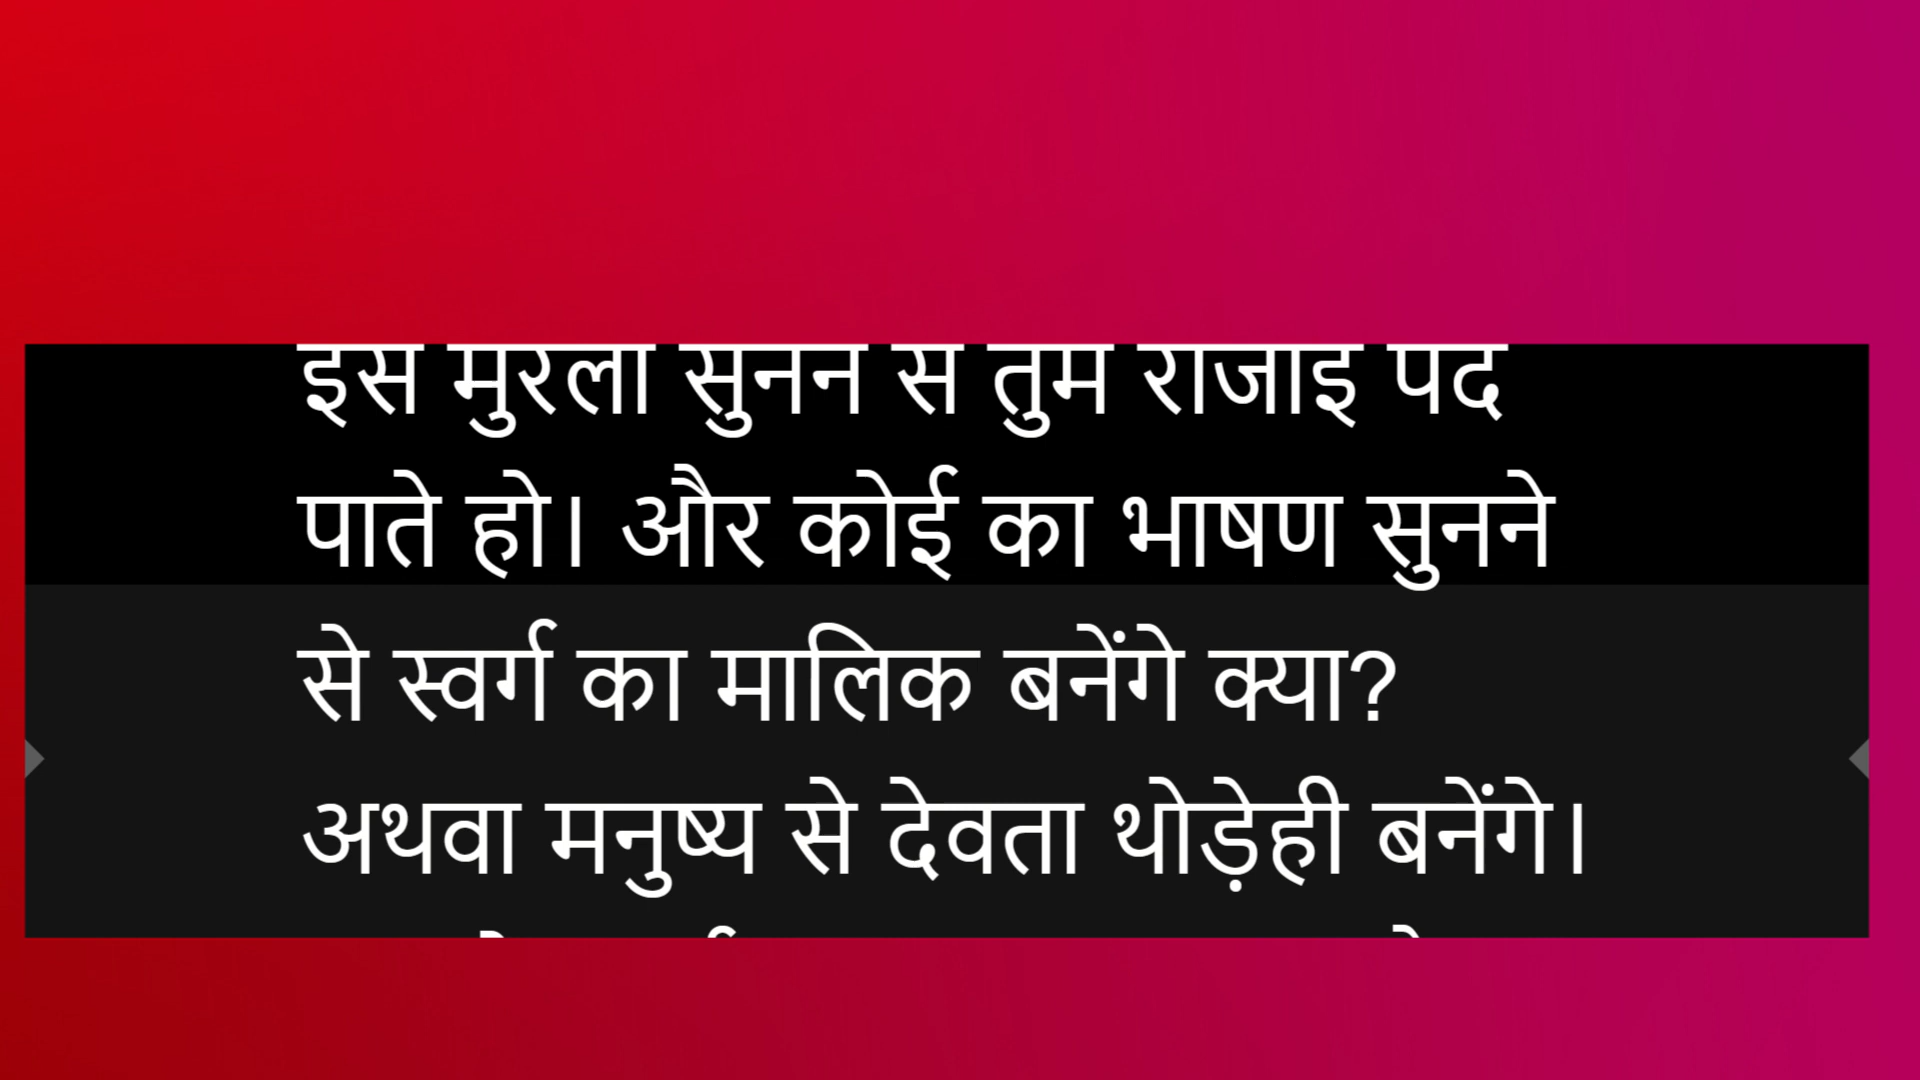 इस मुरली सुनने से तुम राजाई पद
पाते हो। और कोई का भाषण सुनने
से स्वर्ग का मालिक बनेंगे क्या?
अथवा मनुष्य से देवता थोड़ेही बनेंगे।